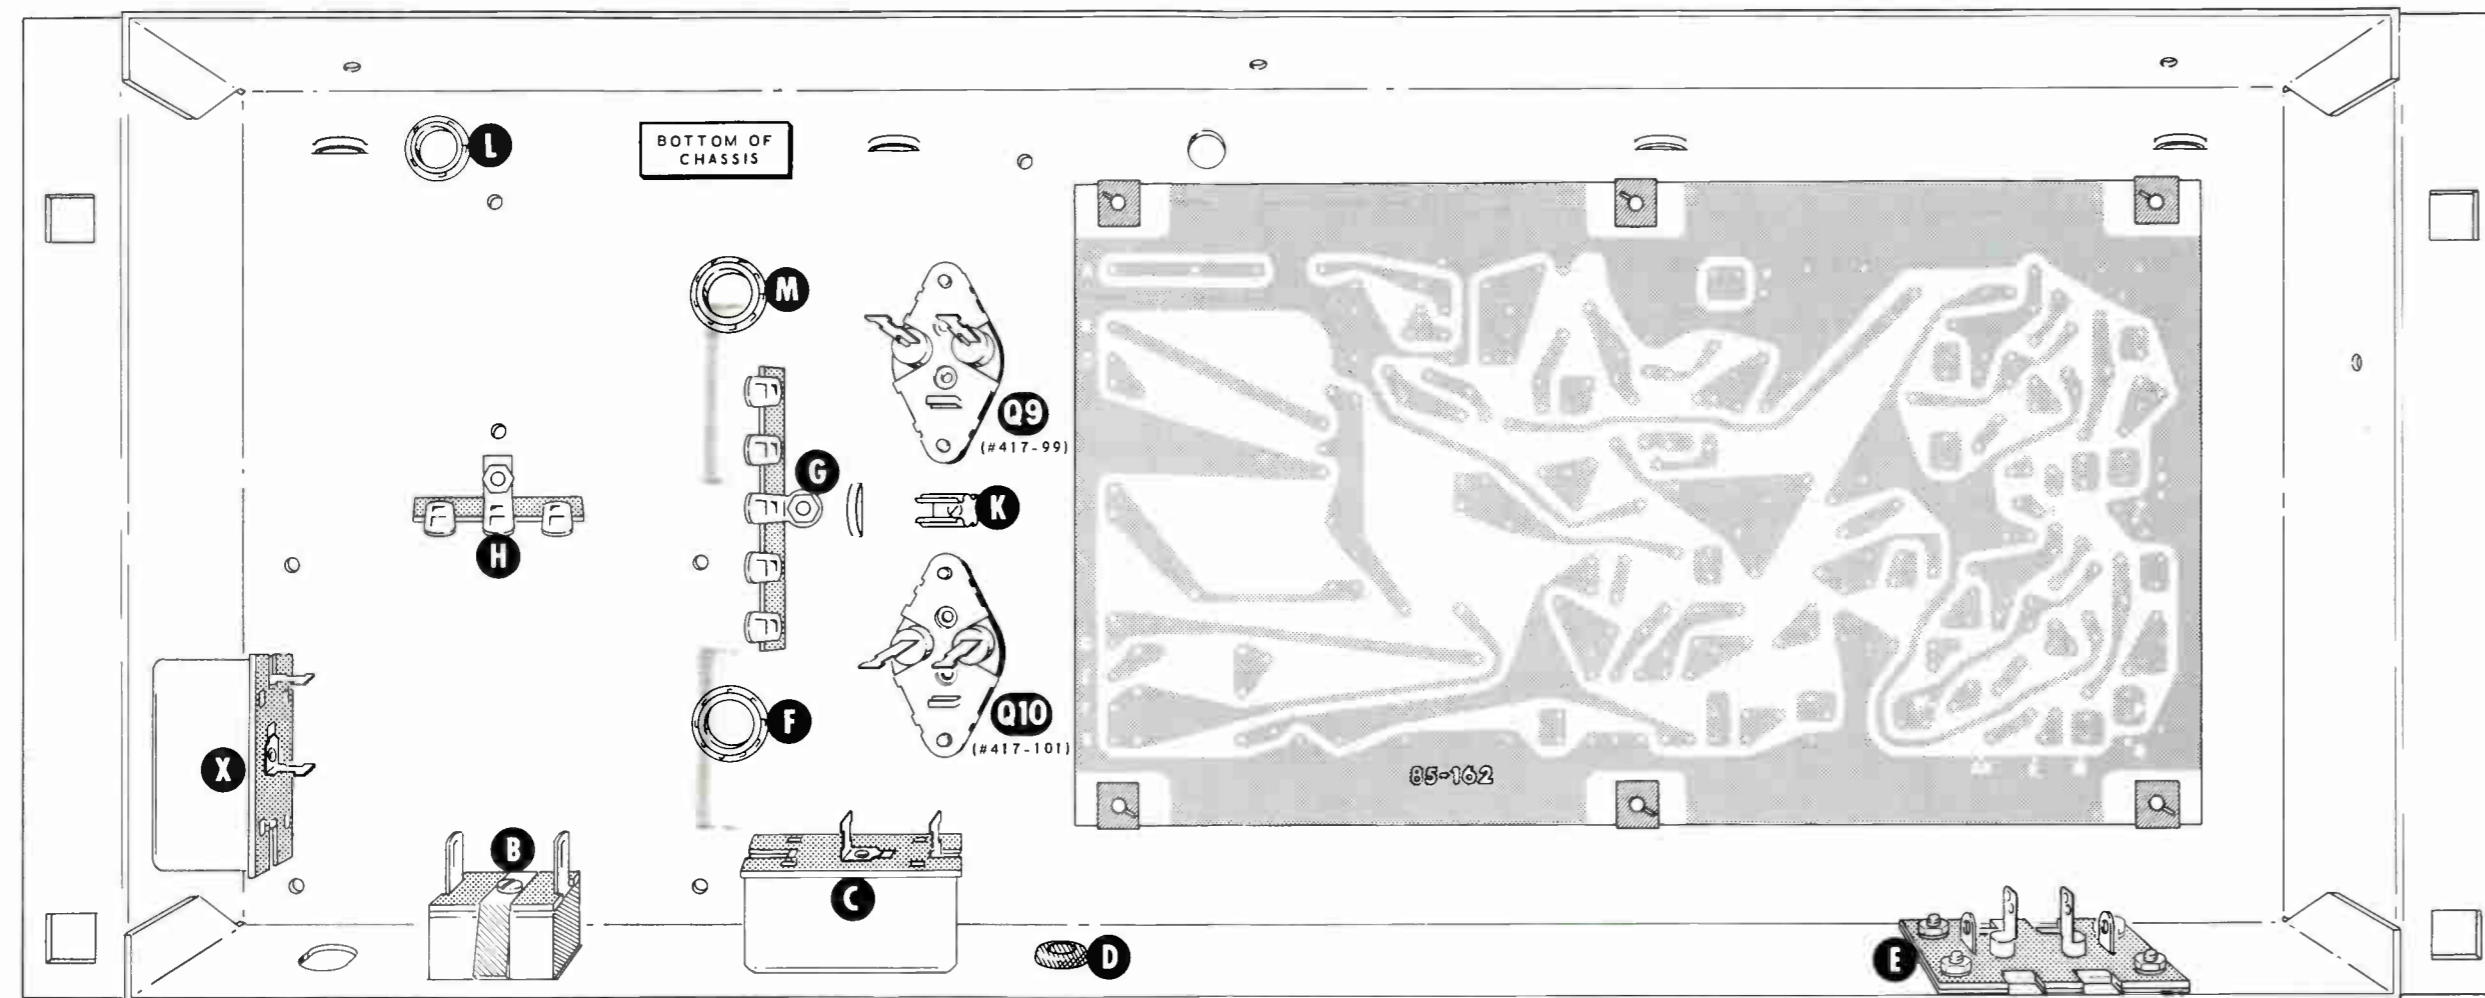 L
BOTTOM OF
CHASSIS
M
Q9
(#417-99)
G
K
H
F
Q10
(#417-101)
X
85-162
B
C
D
E